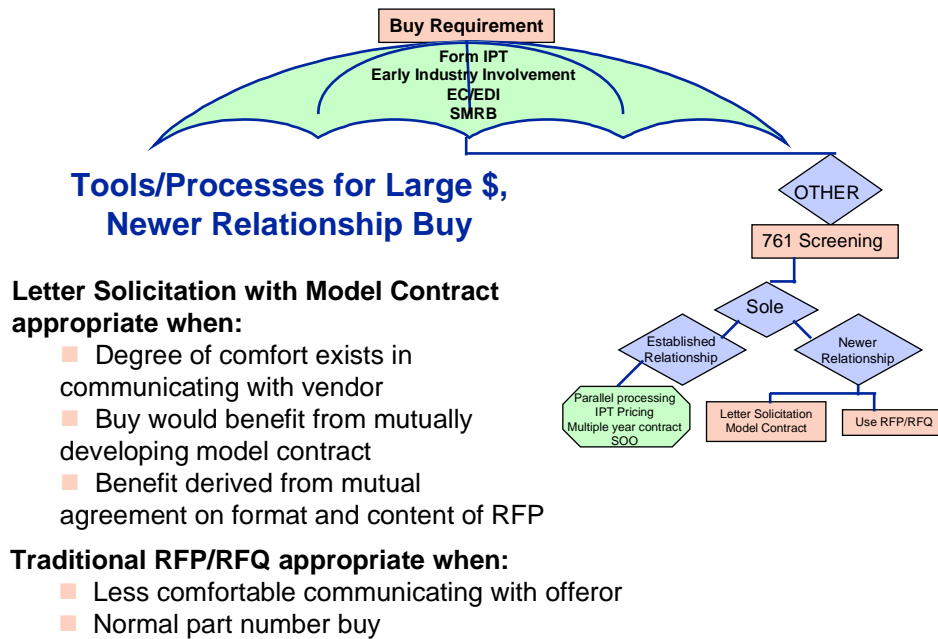 Buy Requirement
Form IPT
Early Industry Involvement
EC/EDI
SMRB
Tools/Processes for Large $,
Newer Relationship Buy
OTHER
761 Screening
Sole
Established
Relationship
Newer
Relationship
Parallel processing
IPT Pricing
Multiple year contract
SOO
Letter Solicitation
Model Contract
Use RFP/RFQ
Letter Solicitation with Model Contract
appropriate when:
Degree of comfort exists in
communicating with vendor
Buy would benefit from mutually
developing model contract
Benefit derived from mutual
agreement on format and content of RFP
Traditional RFP/RFQ appropriate when:
Less comfortable communicating with offeror
Normal part number buy